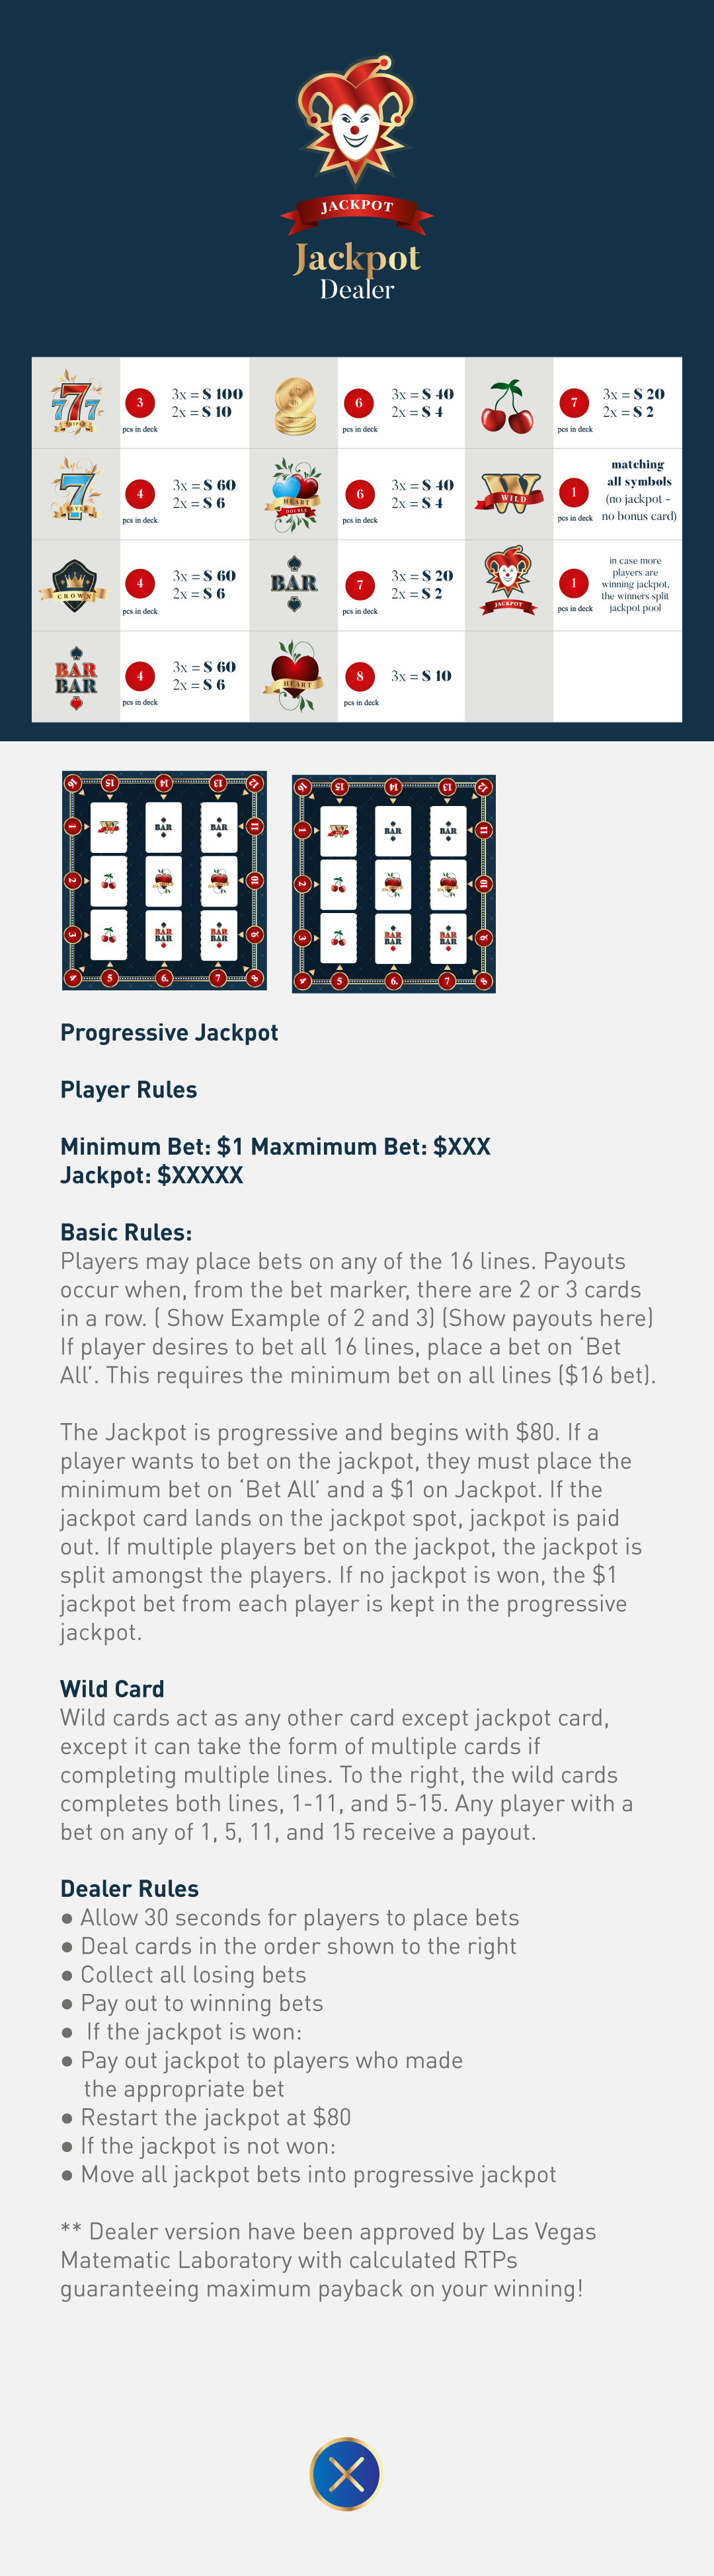 JACKPOT
Jackpot
Dealer
777
TRIPLE
3
pcs in deck
3x = $ 100
2x = $ 10
$
6
pcs in deck
3x = $ 40
2x = $ 4
7
pcs in deck
3x = $ 20
2x = $ 2
7
SEVEN
4
pcs in deck
3x = $ 60
2x = $ 6
HEART
DOUBLE
6
pcs in deck
3x = $ 40
2x = $ 4
W
WILD
1
pcs in deck
matching
all symbols
(no jackpot -
no bonus card)
CROWN
4
pcs in deck
3x = $ 60
2x = $ 6
BAR
7
pcs in deck
3x = $ 20
2x = $ 2
JACKPOT
1
pcs in deck
in case more
players are
winning jackpot,
the winners split
jackpot pool
BAR
BAR
4
pcs in deck
3x = $ 60
2x = $ 6
HEART
8
pcs in deck
3x = $ 10
16 15 14 13 12
1 W BAR BAR 11
2 10
3 BAR BAR BAR BAR 9
4 5 6. 7 8
16 15 14 13 12
1 W BAR BAR 11
2 10
3 BAR BAR BAR BAR 9
4 5 6. 7 8
Progressive Jackpot
Player Rules
Minimum Bet: $1 Maxmimum Bet: $XXX
Jackpot: $XXXXX
Basic Rules:
Players may place bets on any of the 16 lines. Payouts
occur when, from the bet marker, there are 2 or 3 cards
in a row. ( Show Example of 2 and 3) (Show payouts here)
If player desires to bet all 16 lines, place a bet on ‘Bet
All’. This requires the minimum bet on all lines ($16 bet).
The Jackpot is progressive and begins with $80. If a
player wants to bet on the jackpot, they must place the
minimum bet on ‘Bet All’ and a $1 on Jackpot. If the
jackpot card lands on the jackpot spot, jackpot is paid
out. If multiple players bet on the jackpot, the jackpot is
split amongst the players. If no jackpot is won, the $1
jackpot bet from each player is kept in the progressive
jackpot.
Wild Card
Wild cards act as any other card except jackpot card,
except it can take the form of multiple cards if
completing multiple lines. To the right, the wild cards
completes both lines, 1-11, and 5-15. Any player with a
bet on any of 1, 5, 11, and 15 receive a payout.
Dealer Rules
● Allow 30 seconds for players to place bets
● Deal cards in the order shown to the right
● Collect all losing bets
● Pay out to winning bets
● If the jackpot is won:
● Pay out jackpot to players who made
the appropriate bet
● Restart the jackpot at $80
● If the jackpot is not won:
● Move all jackpot bets into progressive jackpot
** Dealer version have been approved by Las Vegas
Matematic Laboratory with calculated RTPs
guaranteeing maximum payback on your winning!